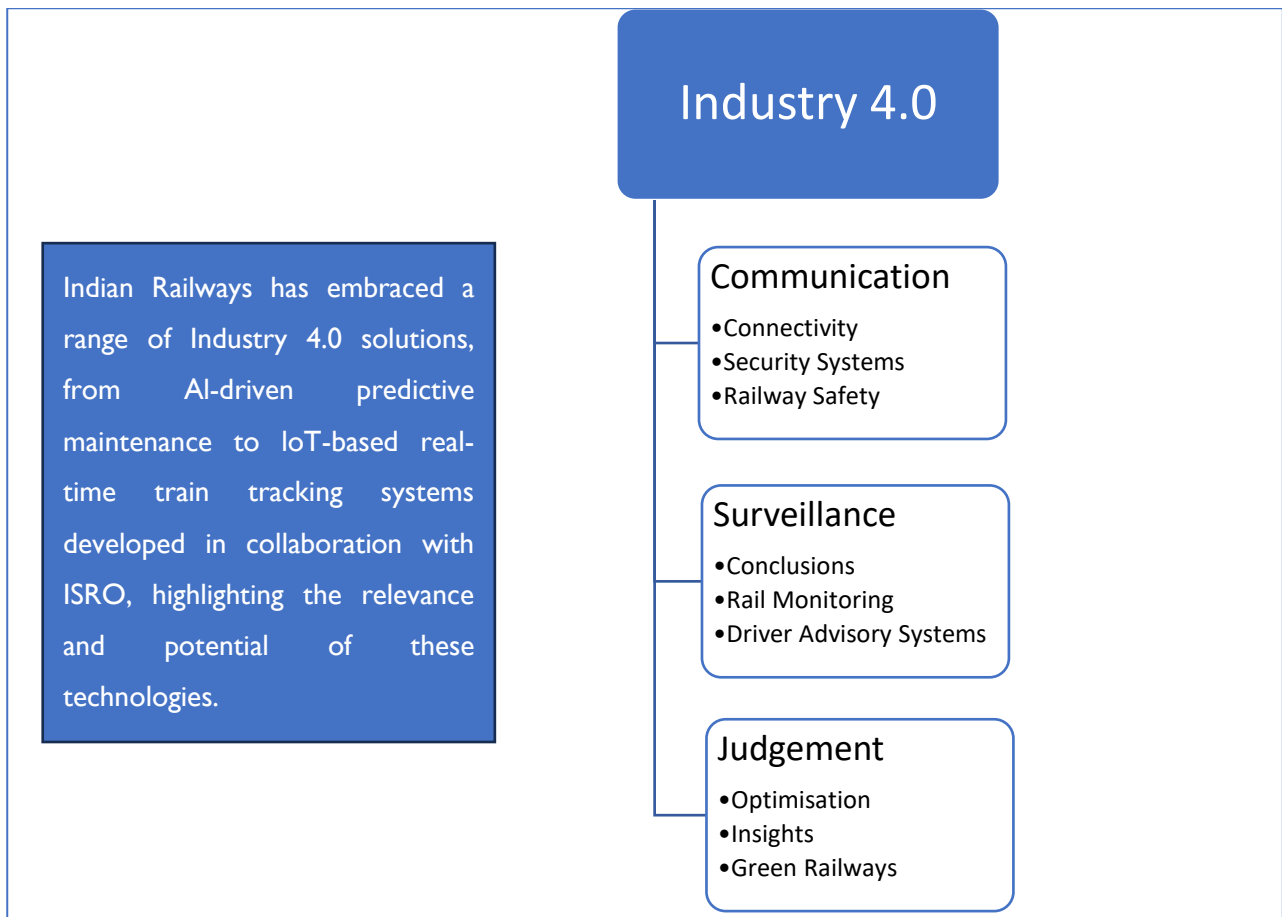 Industry 4.0
Indian Railways has embraced a
range of Industry 4.0 solutions,
from AI-driven predictive
maintenance to IoT-based real-
time train tracking systems
developed in collaboration with
ISRO, highlighting the relevance
and potential of these
technologies.
Communication
•Connectivity
•Security Systems
•Railway Safety
Surveillance
•Conclusions
•Rail Monitoring
•Driver Advisory Systems
Judgement
•Optimisation
•Insights
•Green Railways